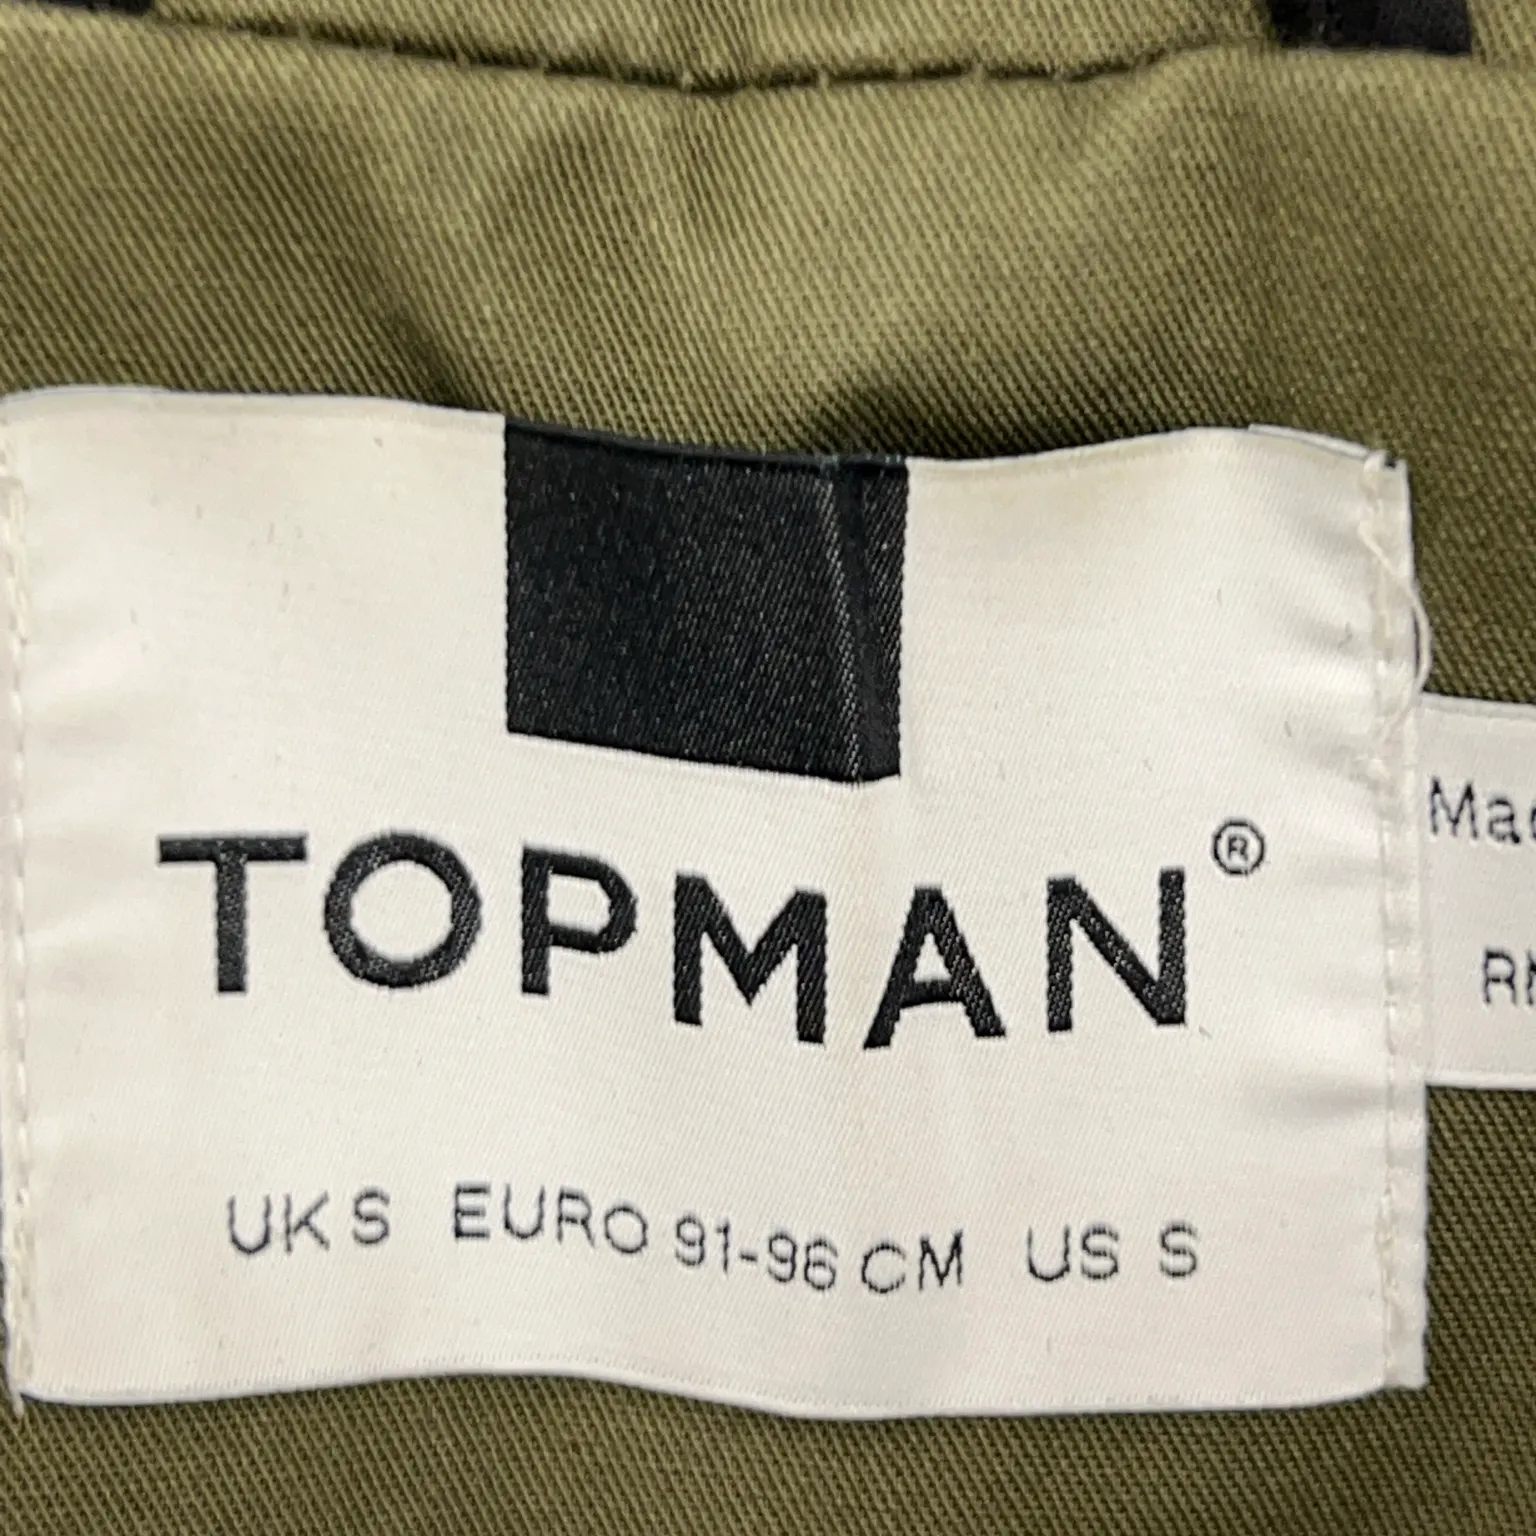 TOPMAN®
UK S EURO 91-96 CM US S